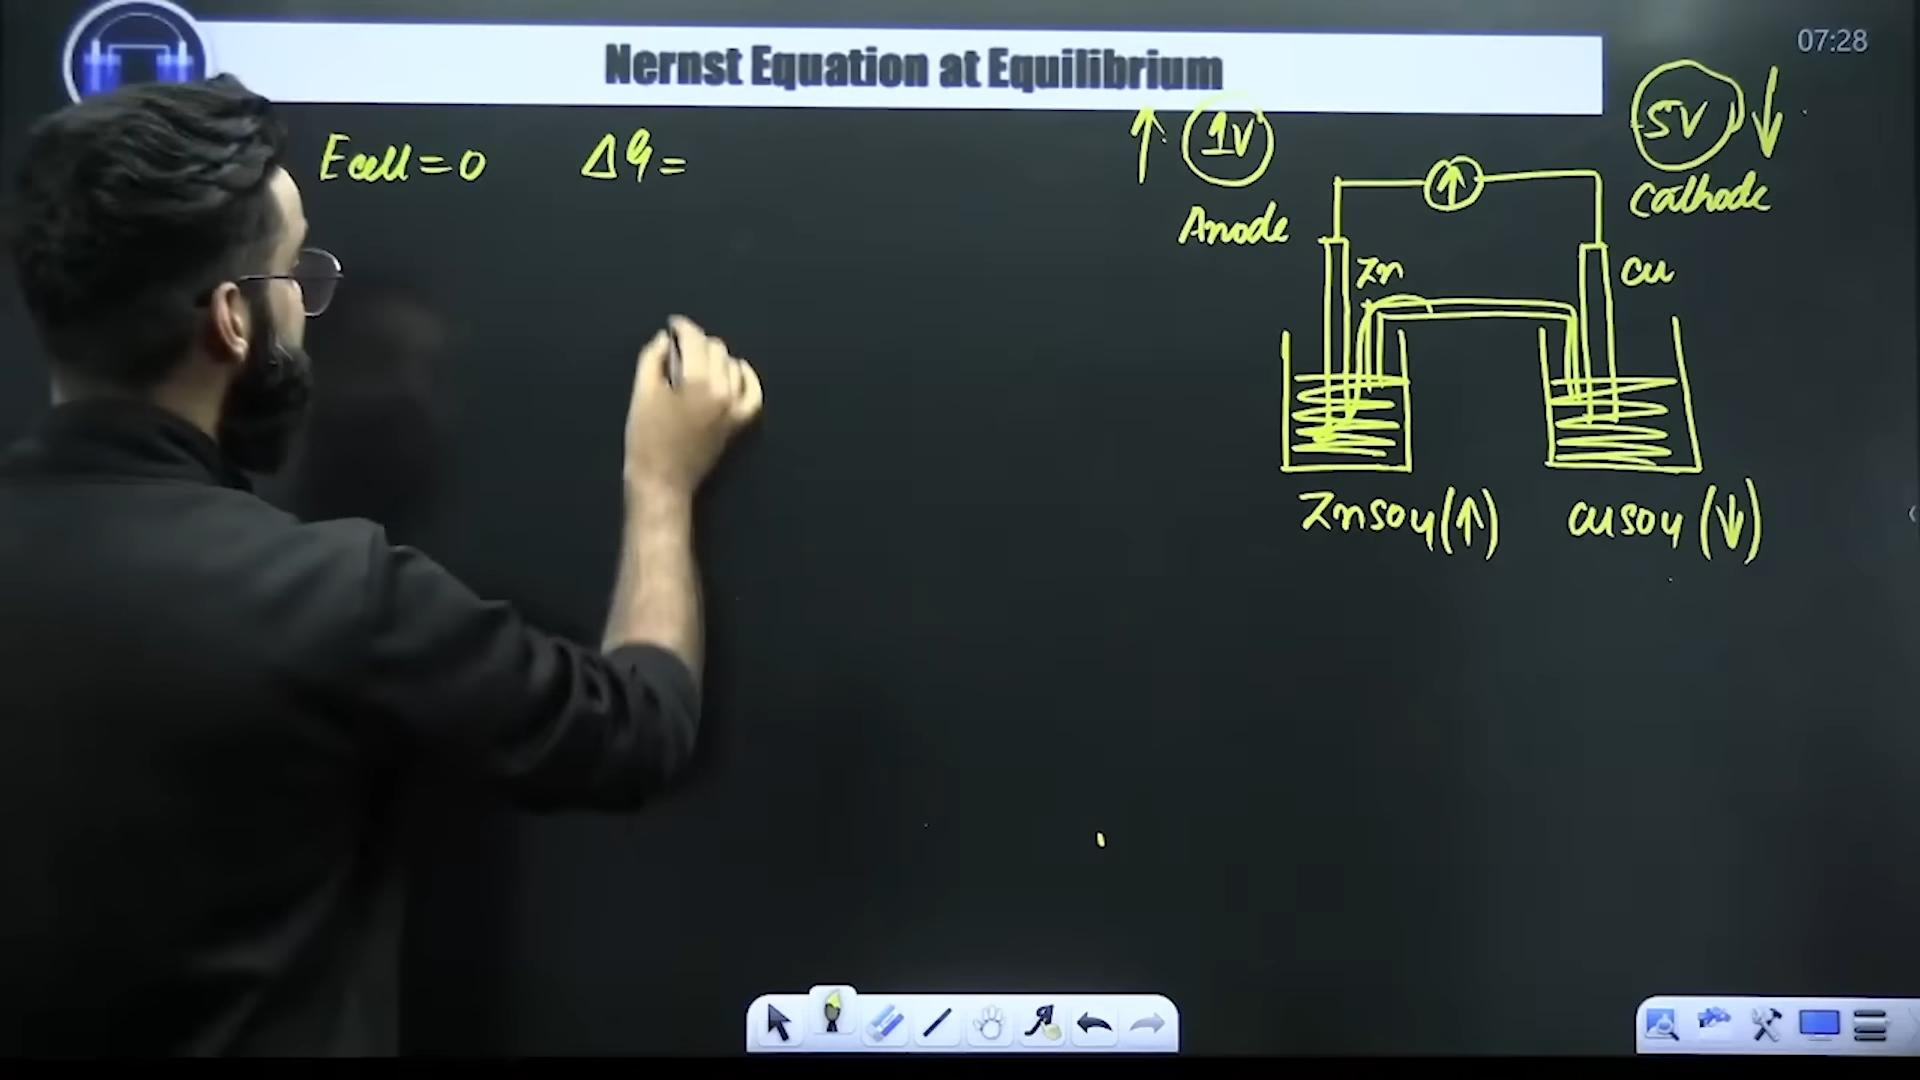 Nernst Equation at Equilibrium
07:28
Ecell = 0 ΔG =
↑ 1V
5V ↓
Anode
Cathode
Zn
Cu
ZnSO4 (↑)
CuSO4 (↓)